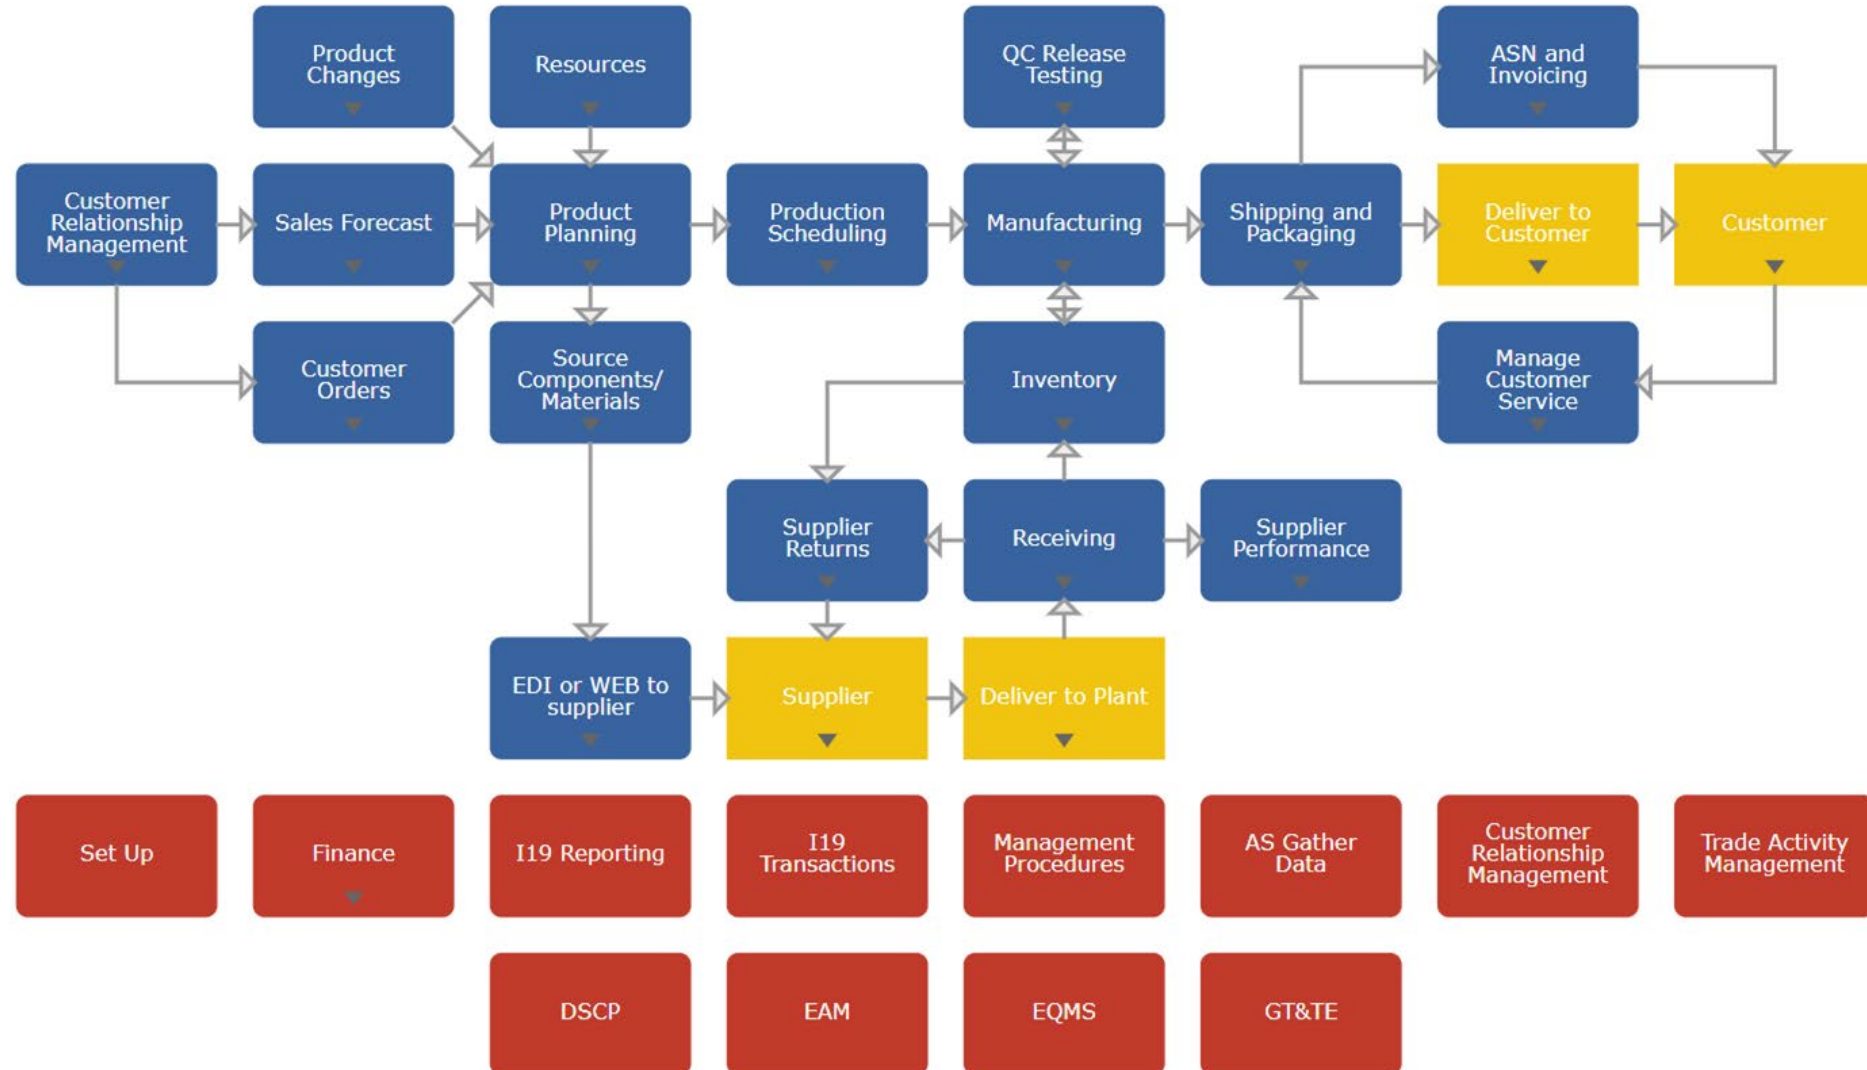 Product
Changes
Resources
QC Release
Testing
ASN and
Invoicing
Customer
Relationship
Management
Sales Forecast
Product
Planning
Production
Scheduling
Manufacturing
Shipping and
Packaging
Deliver to
Customer
Customer
Customer
Orders
Source
Components/
Materials
Inventory
Manage
Customer
Service
Supplier
Returns
Receiving
Supplier
Performance
EDI or WEB to
supplier
Supplier
Deliver to Plant
Set Up
Finance
I19 Reporting
I19
Transactions
Management
Procedures
AS Gather
Data
Customer
Relationship
Management
Trade Activity
Management
DSCP
EAM
EQMS
GT&TE